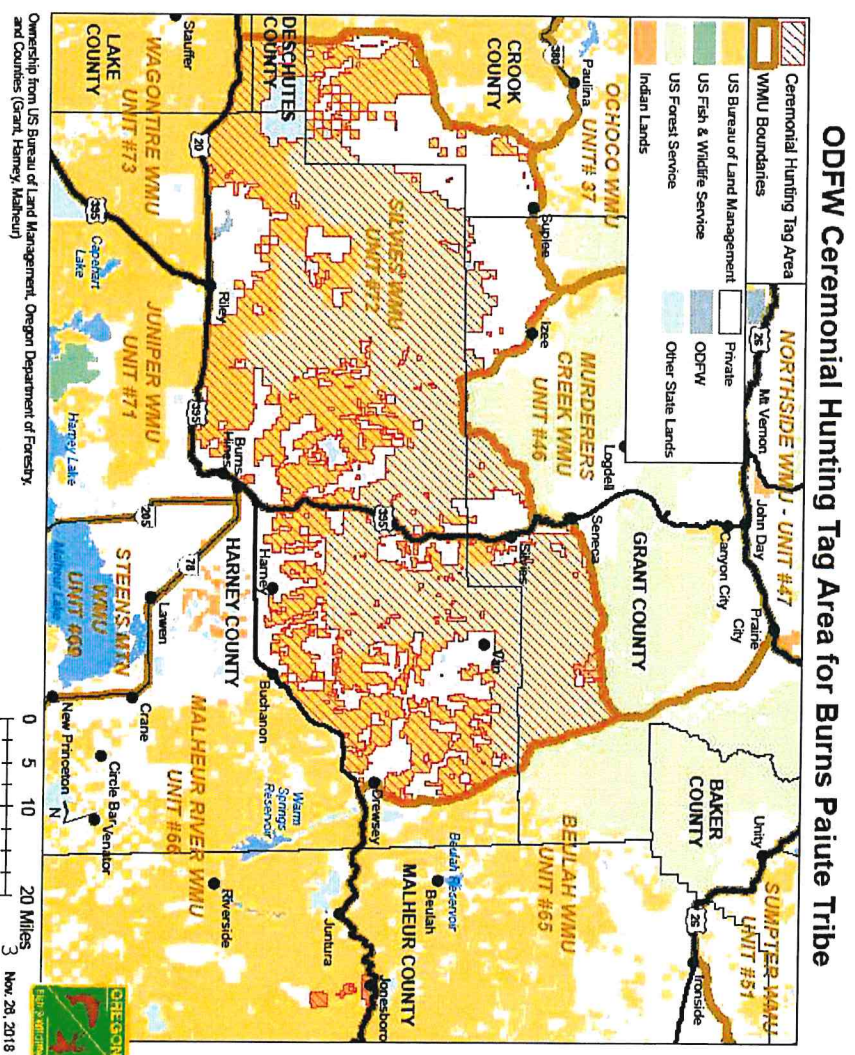 ODFW Ceremonial Hunting Tag Area for Burns Paiute Tribe
Ceremonial Hunting Tag Area
WMU Boundaries
US Bureau of Land Management
US Fish & Wildlife Service
US Forest Service
Indian Lands
Private
ODFW
Other State Lands
NORTHSIDE WMU - UNIT #47
26
Mt Vernon
John Day
Canyon City
Prairie
City
380
Paulina
OCHOCO WMU
UNIT# 37
CROOK
COUNTY
Suplee
Izee
MURDERERS
CREEK WMU
UNIT #46
Logdell
Seneca
GRANT COUNTY
BAKER
COUNTY
Unity
SUMPTER WMU
UNIT #51
26
Ironside
DESCHUTES
COUNTY
SILVIES WMU
UNIT #72
395
Silvies
Van
BEULAH WMU
UNIT #65
Beulah Reservoir
Beulah
MALHEUR COUNTY
Drewsey
Juntura
Jonesboro
Stauffer
WAGONTIRE WMU
UNIT #73
LAKE
COUNTY
20
395
Capehart
Lake
Riley
JUNIPER WMU
UNIT #71
395
Hines
Burns
Harney
HARNEY COUNTY
Buchanon
Harney Lake
205
78
Malheur Lake
STEENS MTN
WMU
UNIT #69
Lawen
Crane
New Princeton
MALHEUR RIVER WMU
UNIT #66
Warm
Springs
Reservoir
Riverside
Circle Bar
Venator
N
0 5 10 20 Miles
Ownership from US Bureau of Land Management, Oregon Department of Forestry,
and Counties (Grant, Harney, Malheur)
3
Nov. 28, 2018
OREGON
Fish & Wildlife